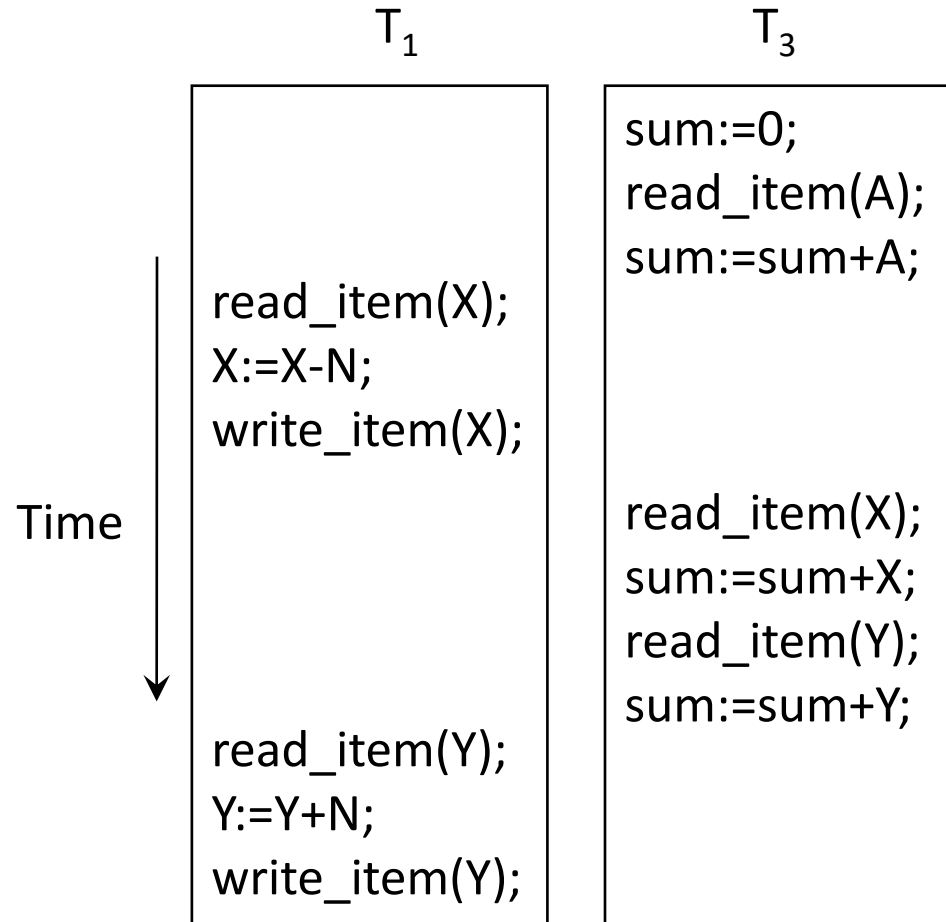 T₁
T₃
sum:=0;
read_item(A);
sum:=sum+A;
read_item(X);
X:=X-N;
write_item(X);
Time
read_item(X);
sum:=sum+X;
read_item(Y);
sum:=sum+Y;
read_item(Y);
Y:=Y+N;
write_item(Y);